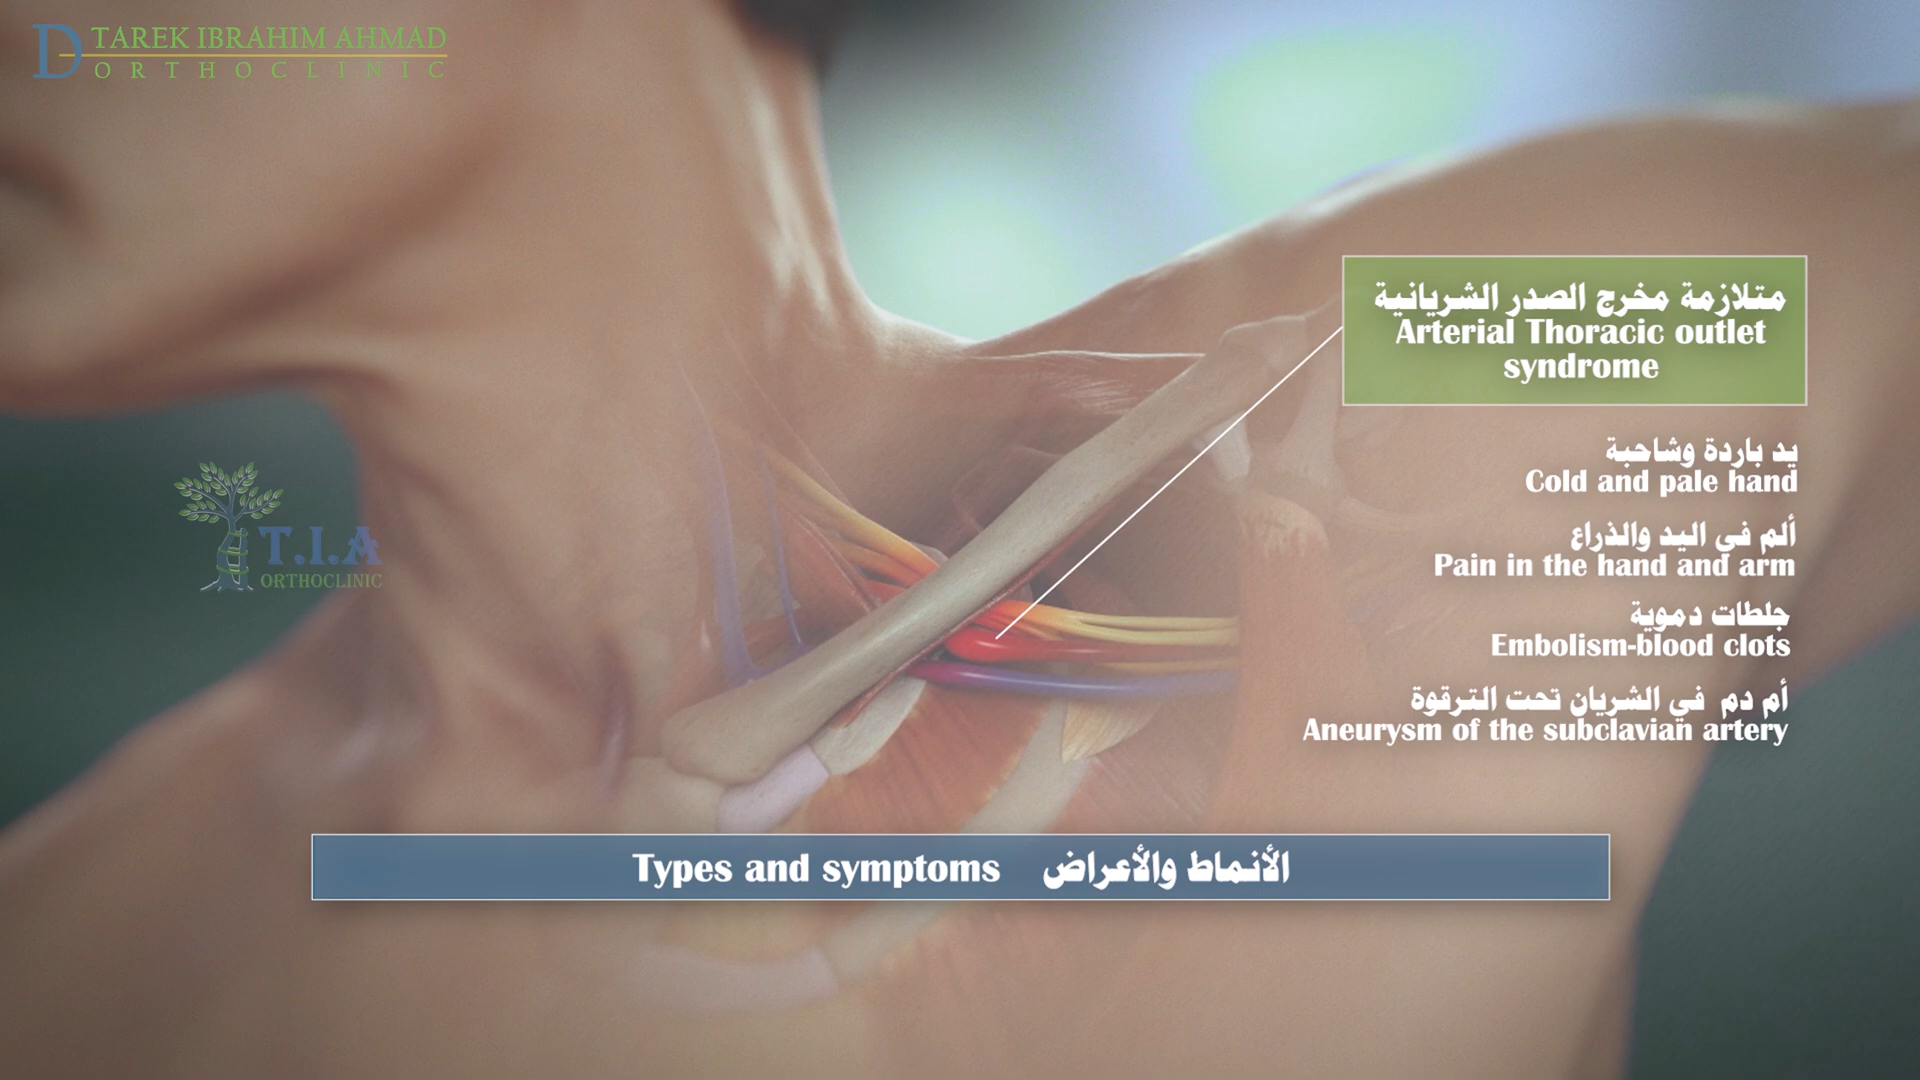 D TAREK IBRAHIM AHMAD
ORTHOCLINIC
متلازمة مخرج الصدر الشريانية
Arterial Thoracic outlet
syndrome
يد باردة وشاحبة
Cold and pale hand
ألم في اليد والذراع
Pain in the hand and arm
جلطات دموية
Embolism-blood clots
أم دم في الشريان تحت الترقوة
Aneurysm of the subclavian artery
T.I.A
ORTHOCLINIC
Types and symptoms الأنماط والأعراض